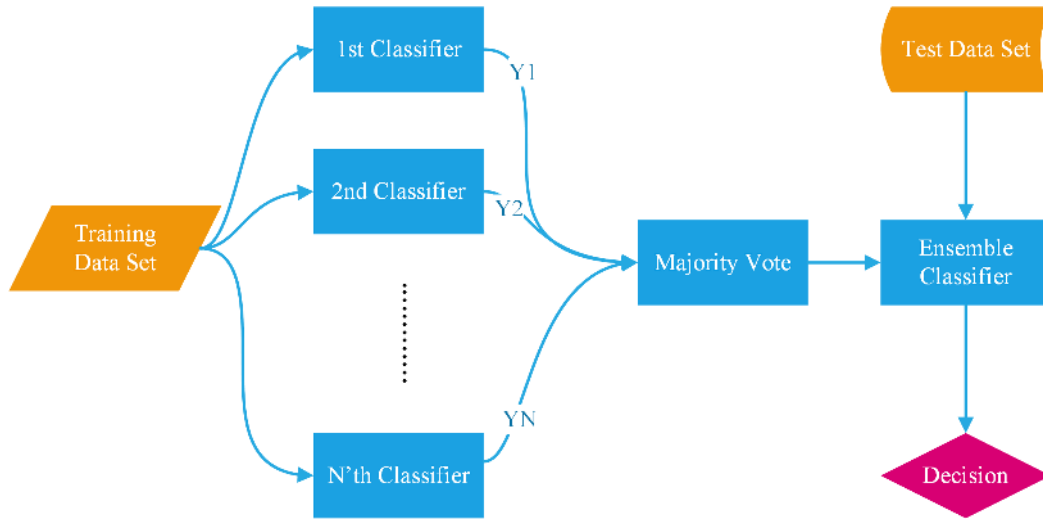 1st Classifier
Y1
Test Data Set
2nd Classifier
Y2
Training
Data Set
Majority Vote
Ensemble
Classifier
YN
N’th Classifier
Decision